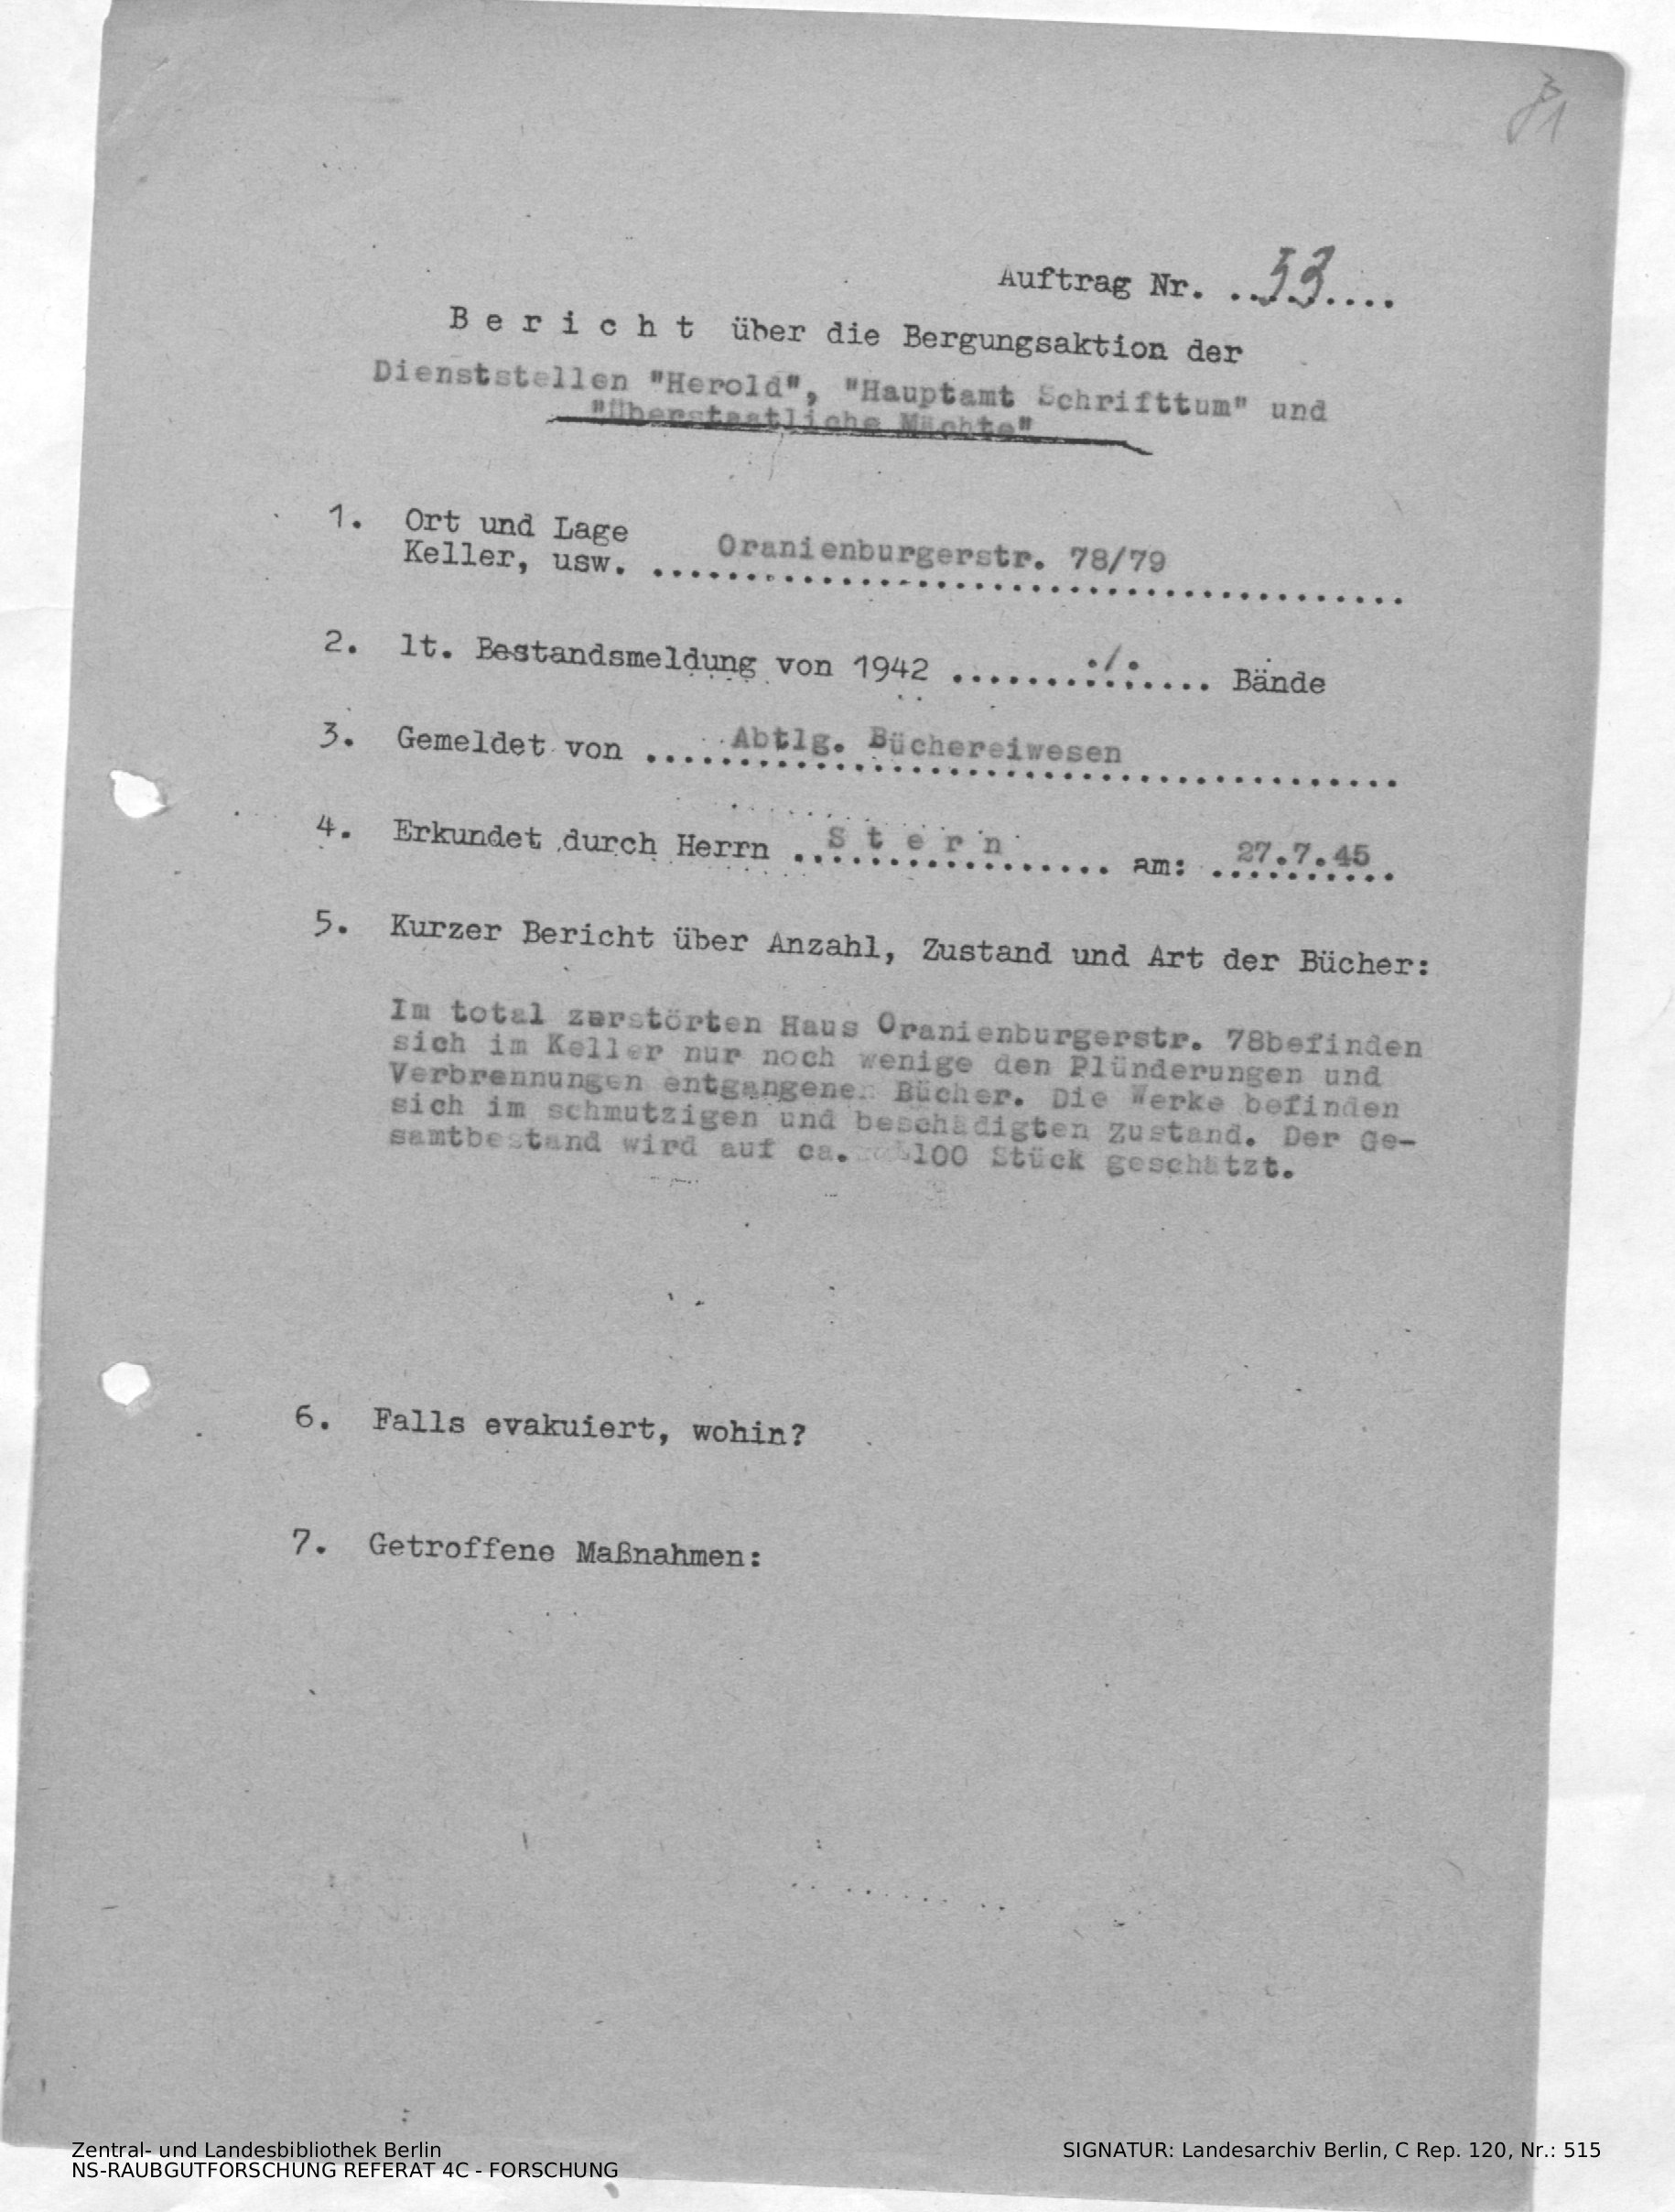 Auftrag Nr. ..53....
B e r i c h t über die Bergungsaktion der
Dienststellen "Herold", "Hauptamt Schrifttum" und
"Überstaatliche Mächte"
1. Ort und Lage
Keller, usw. Oranienburgerstr. 78/79
2. lt. Bestandsmeldung von 1942 ......./....... Bände
3. Gemeldet von .... Abtlg. Büchereiwesen
4. Erkundet durch Herrn .. S t e r n ...... am: 27.7.45
5. Kurzer Bericht über Anzahl, Zustand und Art der Bücher:
Im total zerstörten Haus Oranienburgerstr. 78befinden
sich im Keller nur noch wenige den Plünderungen und
Verbrennungen entgangenen Bücher. Die Werke befinden
sich im schmutzigen und beschädigten Zustand. Der Ge-
samtbestand wird auf ca. 100 Stück geschätzt.
6. Falls evakuiert, wohin?
7. Getroffene Maßnahmen:
Zentral- und Landesbibliothek Berlin
NS-RAUBGUTFORSCHUNG REFERAT 4C - FORSCHUNG
SIGNATUR: Landesarchiv Berlin, C Rep. 120, Nr.: 515